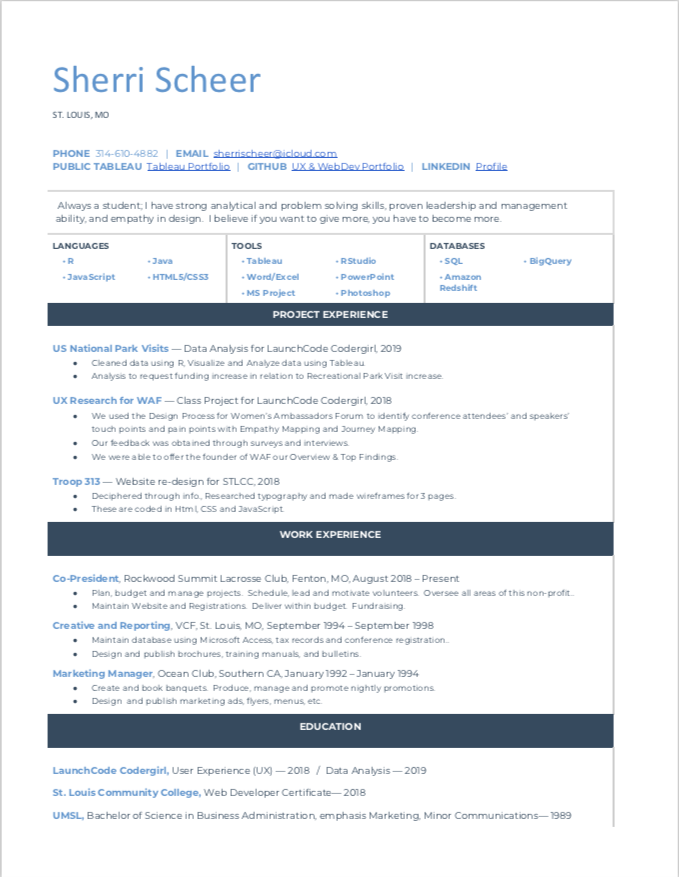 Sherri Scheer
ST. LOUIS, MO
PHONE 314-610-4882 | EMAIL sherrischeer@icloud.com
PUBLIC TABLEAU Tableau Portfolio | GITHUB UX & WebDev Portfolio | LINKEDIN Profile
Always a student; I have strong analytical and problem solving skills, proven leadership and management
ability, and empathy in design. I believe if you want to give more, you have to become more.
LANGUAGES
• R • Java
• JavaScript • HTML5/CSS3
TOOLS
• Tableau • RStudio
• Word/Excel • PowerPoint
• MS Project • Photoshop
DATABASES
• SQL • BigQuery
• Amazon
Redshift
PROJECT EXPERIENCE
US National Park Visits — Data Analysis for LaunchCode Codergirl, 2019
• Cleaned data using R, Visualize and Analyze data using Tableau.
• Analysis to request funding increase in relation to Recreational Park Visit increase.
UX Research for WAF — Class Project for LaunchCode Codergirl, 2018
• We used the Design Process for Women's Ambassadors Forum to identify conference attendees' and speakers'
touch points and pain points with Empathy Mapping and Journey Mapping.
• Our feedback was obtained through surveys and interviews.
• We were able to offer the founder of WAF our Overview & Top Findings.
Troop 313 — Website re-design for STLCC, 2018
• Deciphered through info., Researched typography and made wireframes for 3 pages.
• These are coded in Html, CSS and JavaScript.
WORK EXPERIENCE
Co-President, Rockwood Summit Lacrosse Club, Fenton, MO, August 2018 – Present
• Plan, budget and manage projects. Schedule, lead and motivate volunteers. Oversee all areas of this non-profit..
• Maintain Website and Registrations. Deliver within budget. Fundraising.
Creative and Reporting, VCF, St. Louis, MO, September 1994 – September 1998
• Maintain database using Microsoft Access, tax records and conference registration..
• Design and publish brochures, training manuals, and bulletins.
Marketing Manager, Ocean Club, Southern CA, January 1992 – January 1994
• Create and book banquets. Produce, manage and promote nightly promotions.
• Design and publish marketing ads, flyers, menus, etc.
EDUCATION
LaunchCode Codergirl, User Experience (UX) — 2018 / Data Analysis — 2019
St. Louis Community College, Web Developer Certificate— 2018
UMSL, Bachelor of Science in Business Administration, emphasis Marketing, Minor Communications— 1989